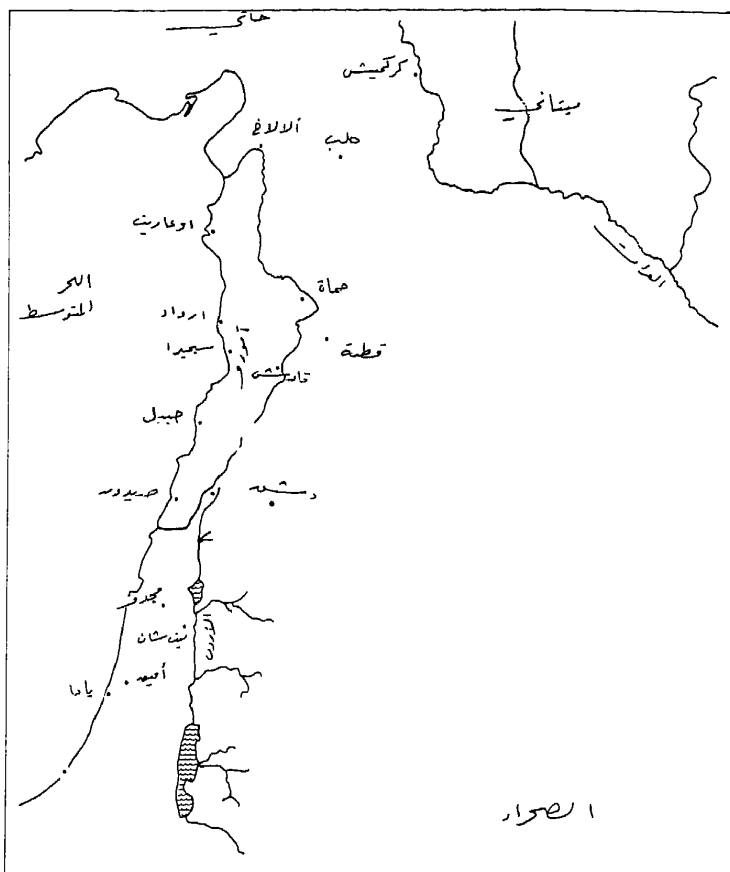 حاتي
كركميش
ميتاني
ألالاخ
حلب
اوغاريت
الفرات
البحر
المتوسط
حماة
ارواد
سيميرا
قطنة
قادش
جبيل
صيدون
دمشق
مجدو
بيت شان
الأردن
أفيق
يافا
الصحراء